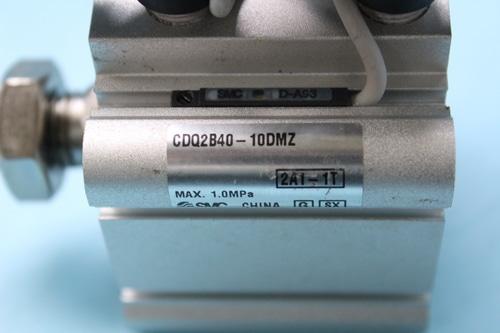 SMC D-A93
CDQ2B40-10DMZ
2A1-1T
MAX. 1.0MPa
SMC CHINA G SX